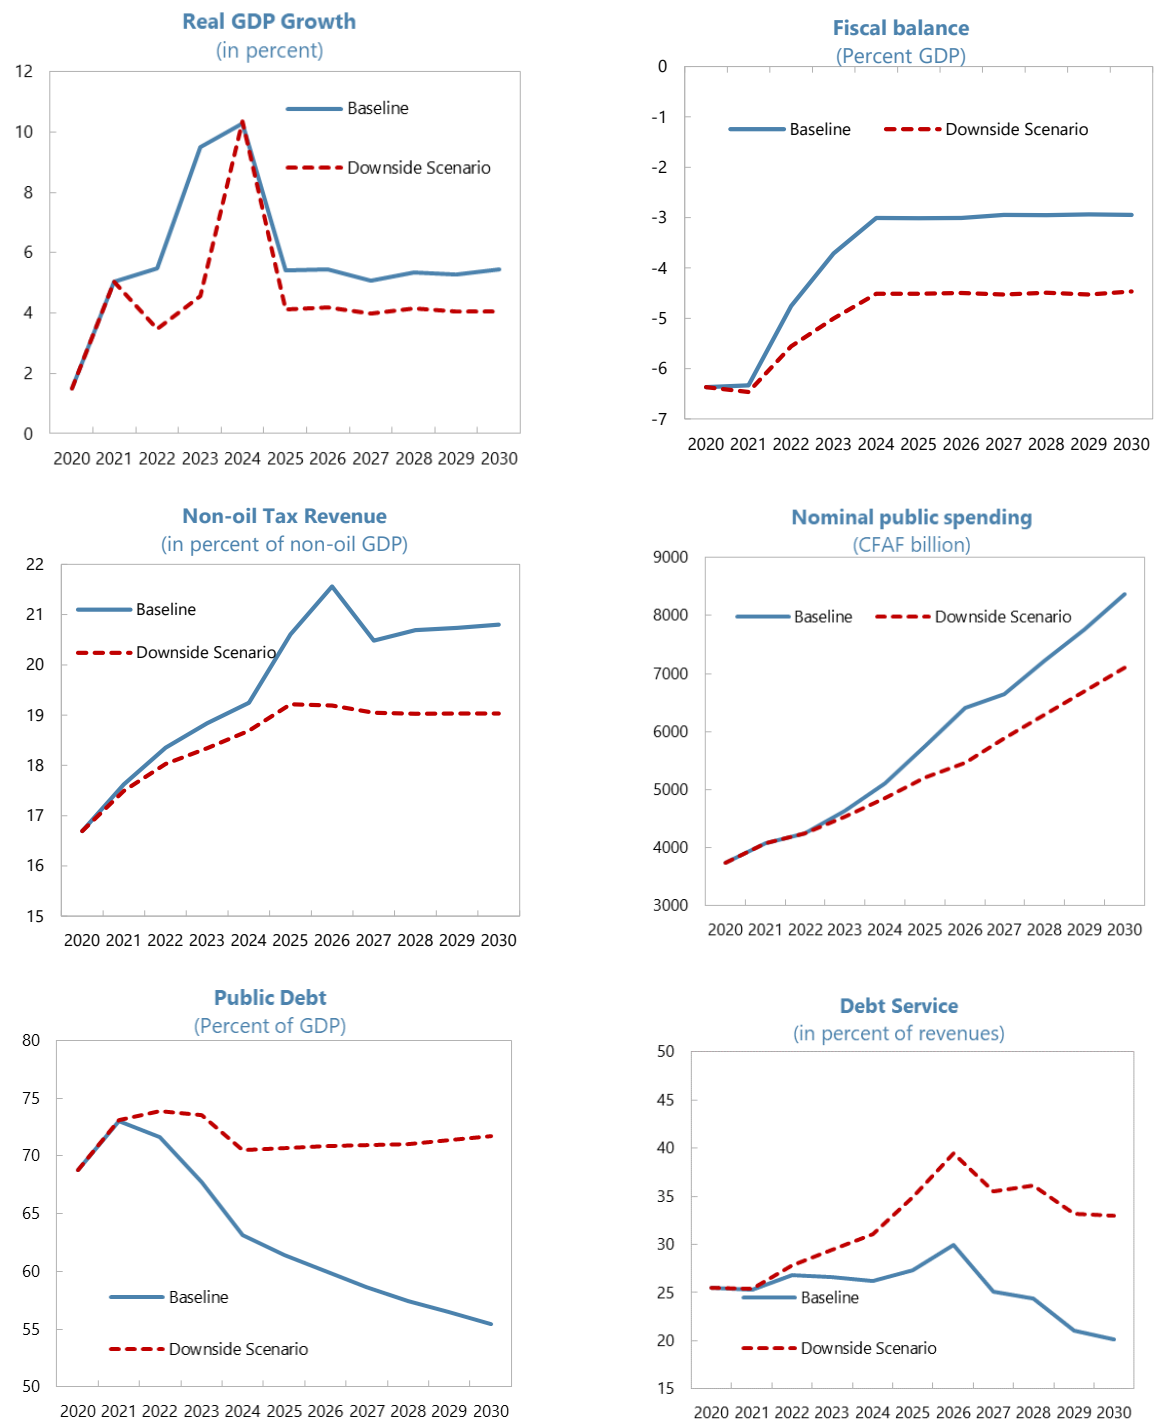 Real GDP Growth
(in percent)
12
10
8
6
4
2
0
Baseline
Downside Scenario
2020 2021 2022 2023 2024 2025 2026 2027 2028 2029 2030
Fiscal balance
(Percent GDP)
0
-1
-2
-3
-4
-5
-6
-7
Baseline Downside Scenario
2020 2021 2022 2023 2024 2025 2026 2027 2028 2029 2030
Non-oil Tax Revenue
(in percent of non-oil GDP)
22
21
20
19
18
17
16
15
Baseline
Downside Scenario
2020 2021 2022 2023 2024 2025 2026 2027 2028 2029 2030
Nominal public spending
(CFAF billion)
9000
8000
7000
6000
5000
4000
3000
Baseline Downside Scenario
2020 2021 2022 2023 2024 2025 2026 2027 2028 2029 2030
Public Debt
(Percent of GDP)
80
75
70
65
60
55
50
Baseline
Downside Scenario
2020 2021 2022 2023 2024 2025 2026 2027 2028 2029 2030
Debt Service
(in percent of revenues)
50
45
40
35
30
25
20
15
Baseline
Downside Scenario
2020 2021 2022 2023 2024 2025 2026 2027 2028 2029 2030